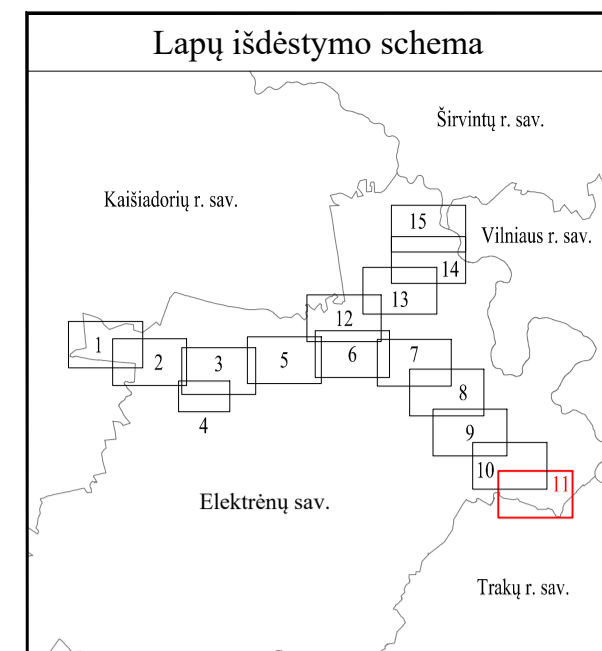 Lapų išdėstymo schema
Širvintų r. sav.
Kaišiadorių r. sav.
15
Vilniaus r. sav.
14
13
12
1
2
3
5
6
7
8
4
9
10
11
Elektrėnų sav.
Trakų r. sav.